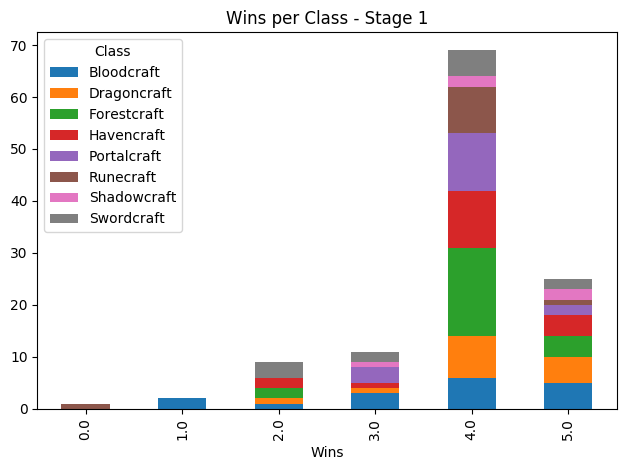 Wins per Class - Stage 1
70
60
50
40
30
20
10
0
Class
Bloodcraft
Dragoncraft
Forestcraft
Havencraft
Portalcraft
Runecraft
Shadowcraft
Swordcraft
0.0
1.0
2.0
3.0
4.0
5.0
Wins